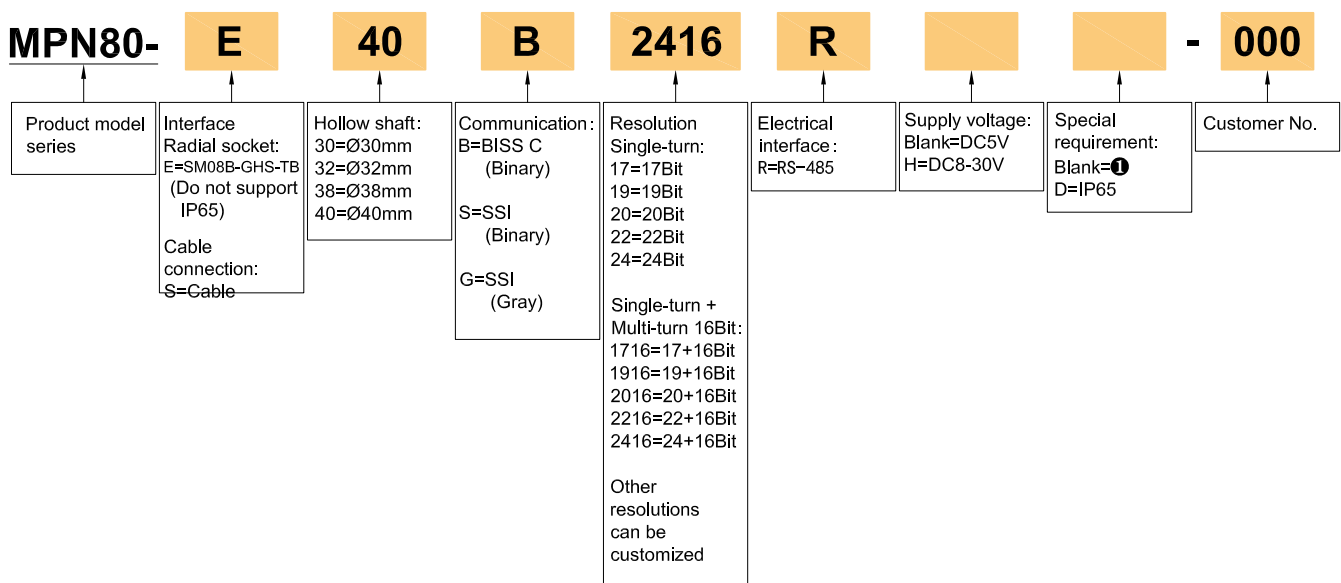 MPN80- E 40 B 2416 R - 000
Product model
series
Interface
Radial socket:
E=SM08B-GHS-TB
(Do not support
IP65)
Cable
connection:
S=Cable
Hollow shaft:
30=Ø30mm
32=Ø32mm
38=Ø38mm
40=Ø40mm
Communication:
B=BISS C
(Binary)
S=SSI
(Binary)
G=SSI
(Gray)
Resolution
Single-turn:
17=17Bit
19=19Bit
20=20Bit
22=22Bit
24=24Bit
Single-turn +
Multi-turn 16Bit:
1716=17+16Bit
1916=19+16Bit
2016=20+16Bit
2216=22+16Bit
2416=24+16Bit
Other
resolutions
can be
customized
Electrical
interface:
R=RS-485
Supply voltage:
Blank=DC5V
H=DC8-30V
Special
requirement:
Blank=❶
D=IP65
Customer No.